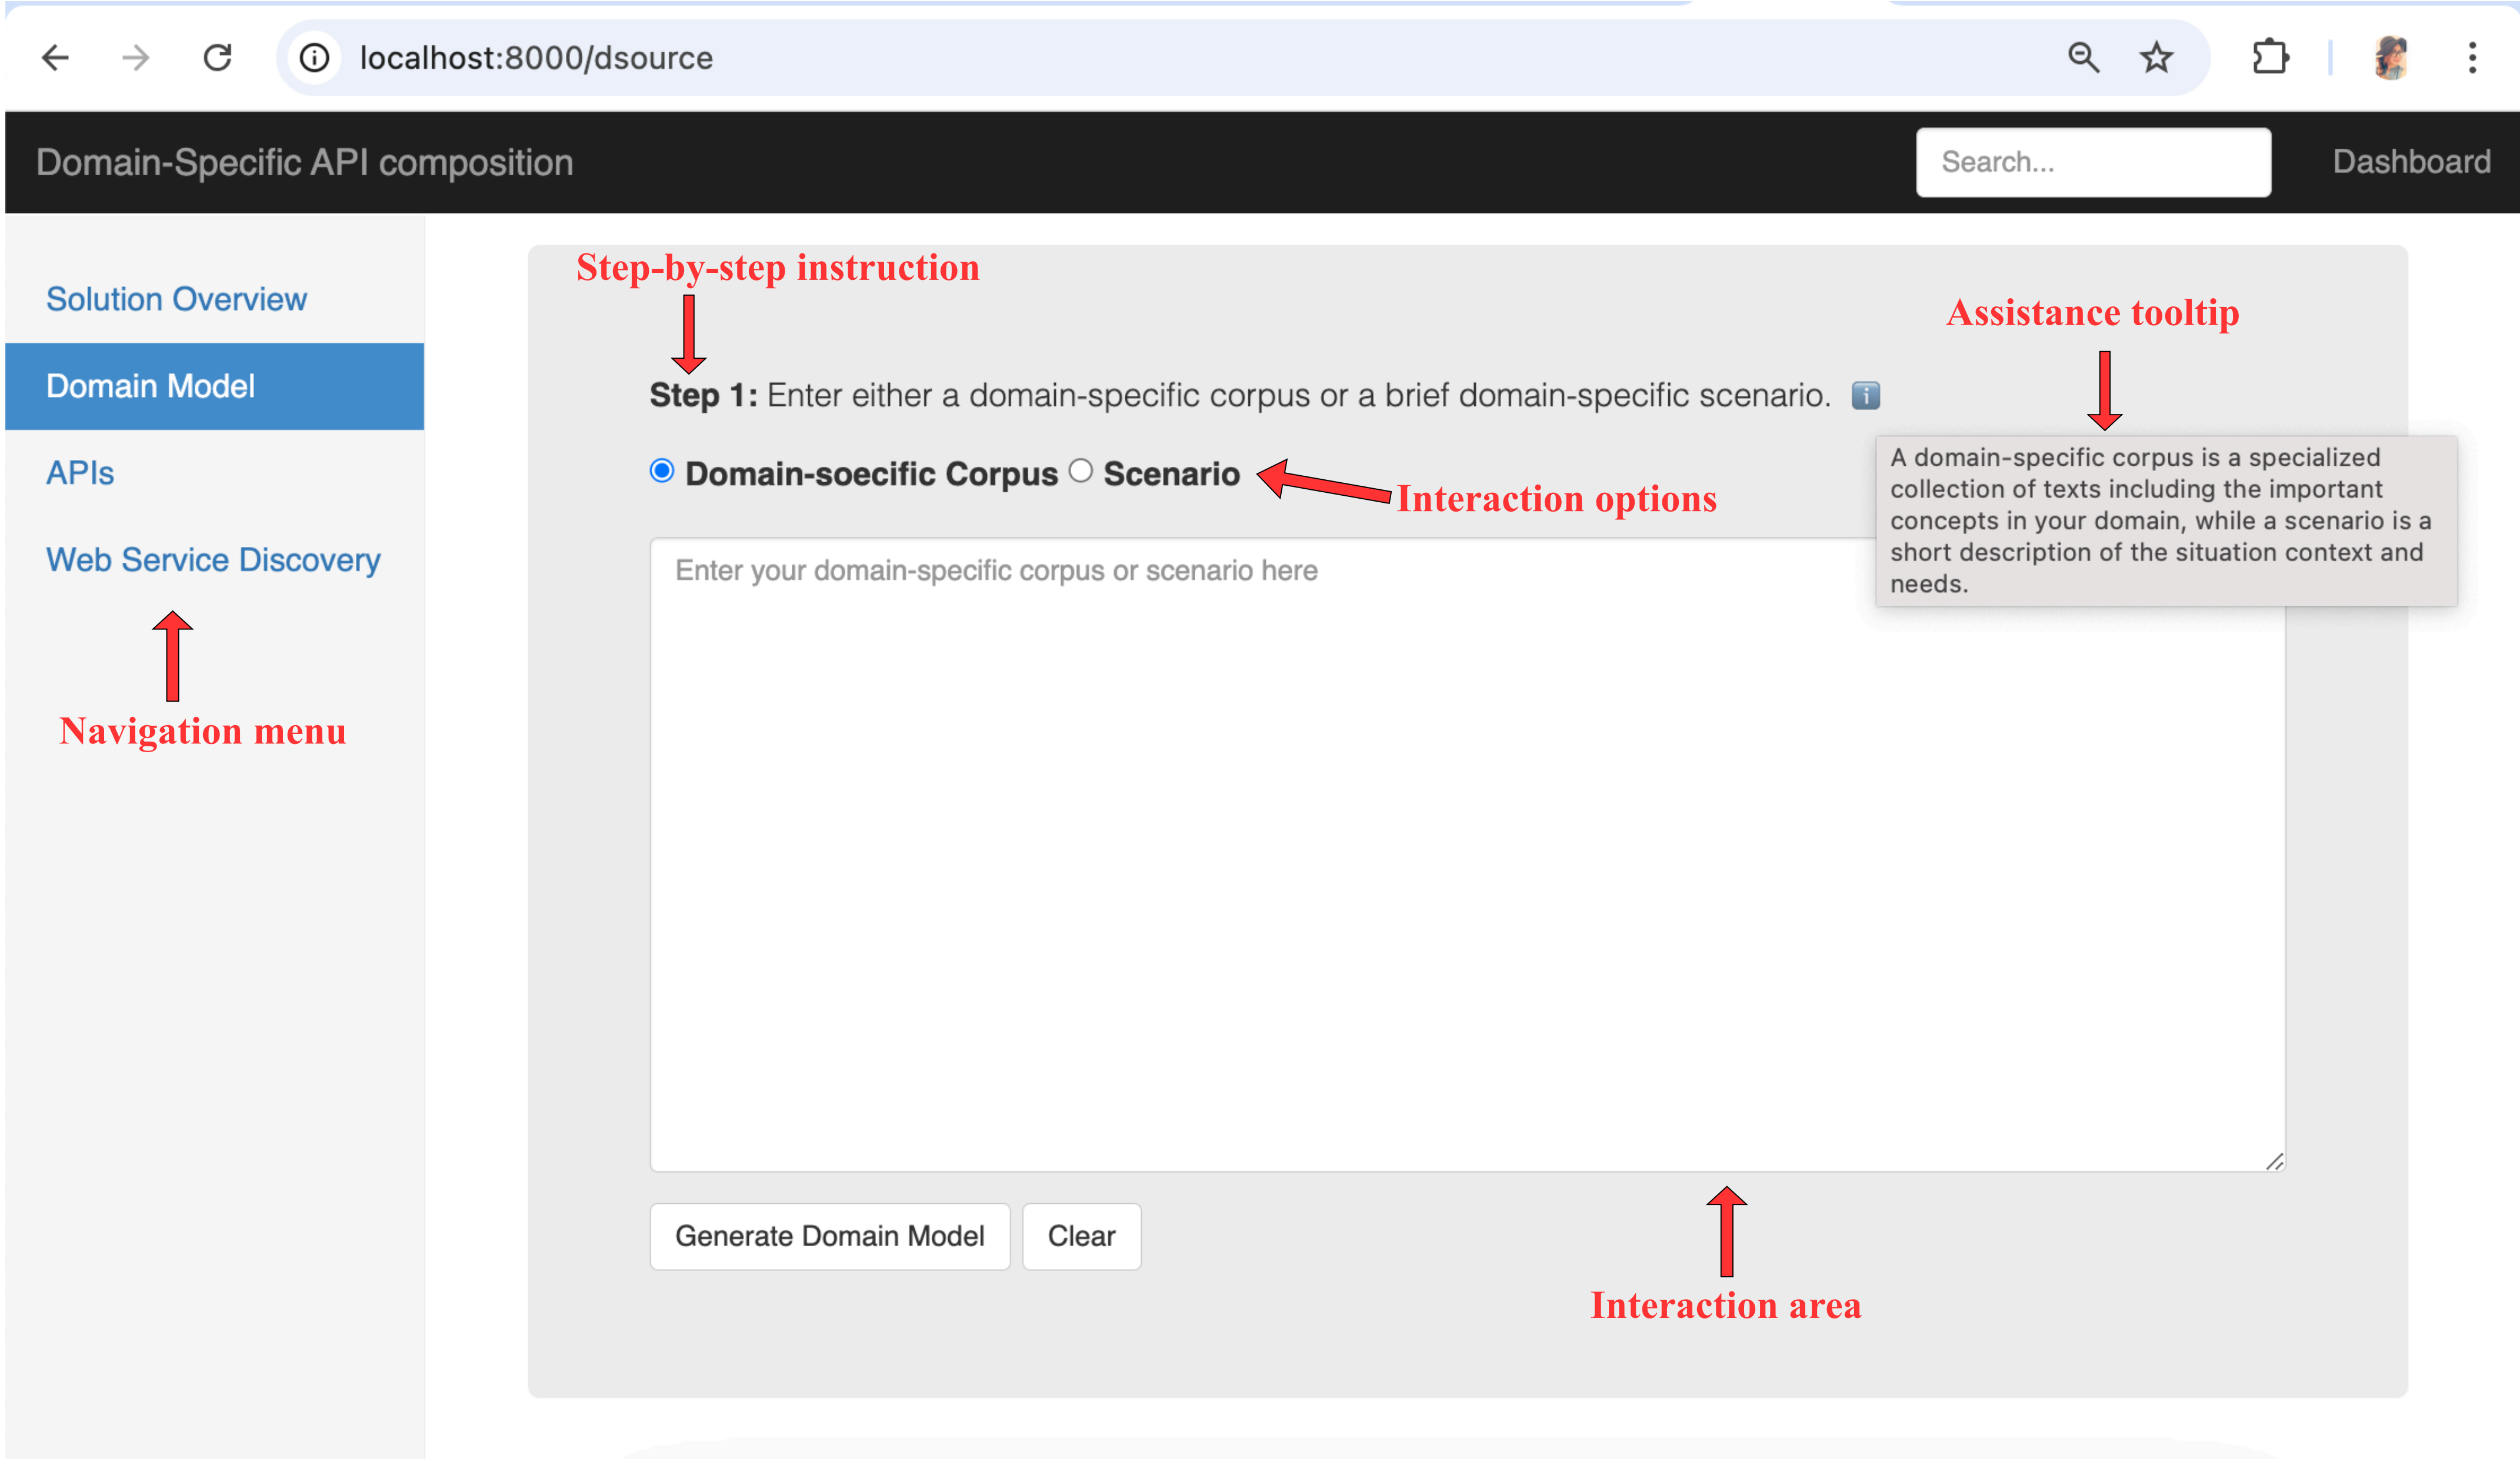 localhost:8000/dsource
Domain-Specific API composition
Search...
Dashboard
Solution Overview
Domain Model
APIs
Web Service Discovery
Navigation menu
Step-by-step instruction
Assistance tooltip
Step 1: Enter either a domain-specific corpus or a brief domain-specific scenario.
Domain-soecific Corpus Scenario
Interaction options
A domain-specific corpus is a specialized
collection of texts including the important
concepts in your domain, while a scenario is a
short description of the situation context and
needs.
Enter your domain-specific corpus or scenario here
Generate Domain Model
Clear
Interaction area